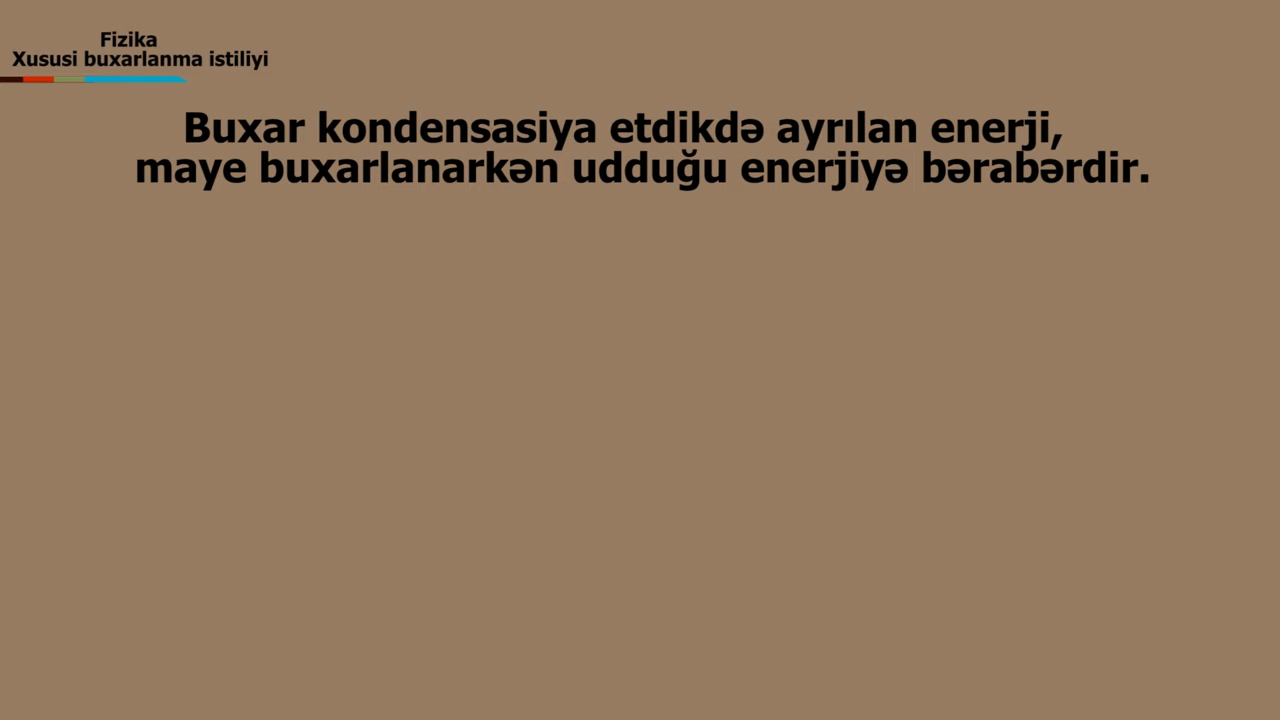 Fizika
Xususi buxarlanma istiliyi
Buxar kondensasiya etdikdə ayrılan enerji,
maye buxarlanarkən udduğu enerjiyə bərabərdir.